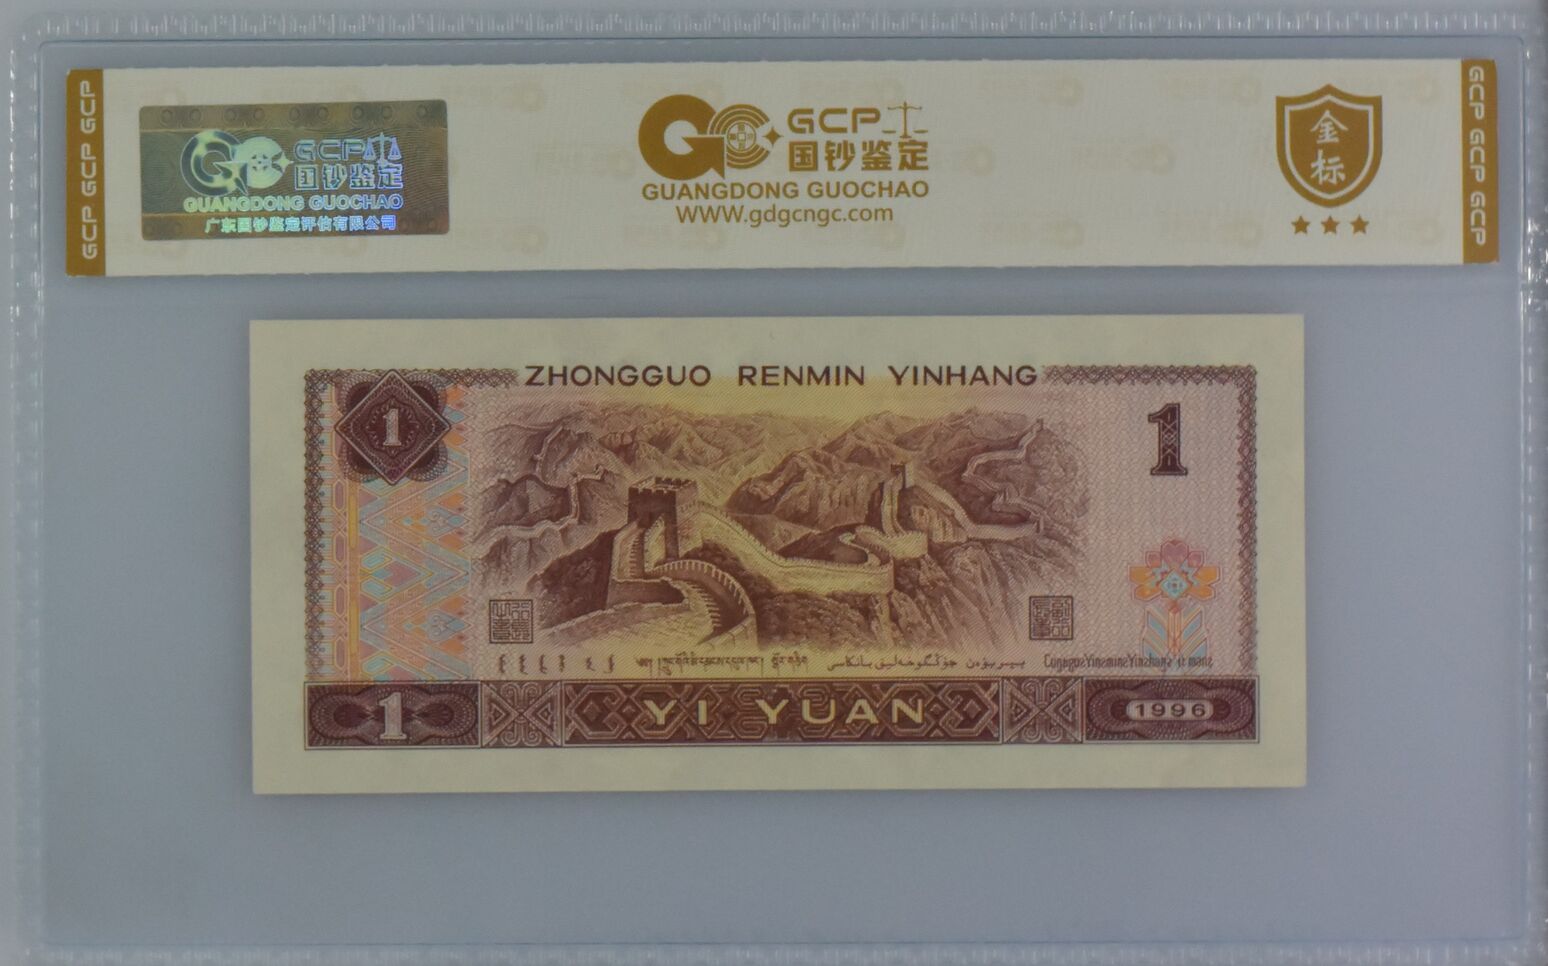 GCP GCP GCP
GCP
国钞鉴定
GUANGDONG GUOCHAO
广东国钞鉴定评估有限公司
GCP
国钞鉴定
GUANGDONG GUOCHAO
WWW.gdgcngc.com
金标
GCP GCP GCP
ZHONGGUO RENMIN YINHANG
1
1
1
YI YUAN
1996